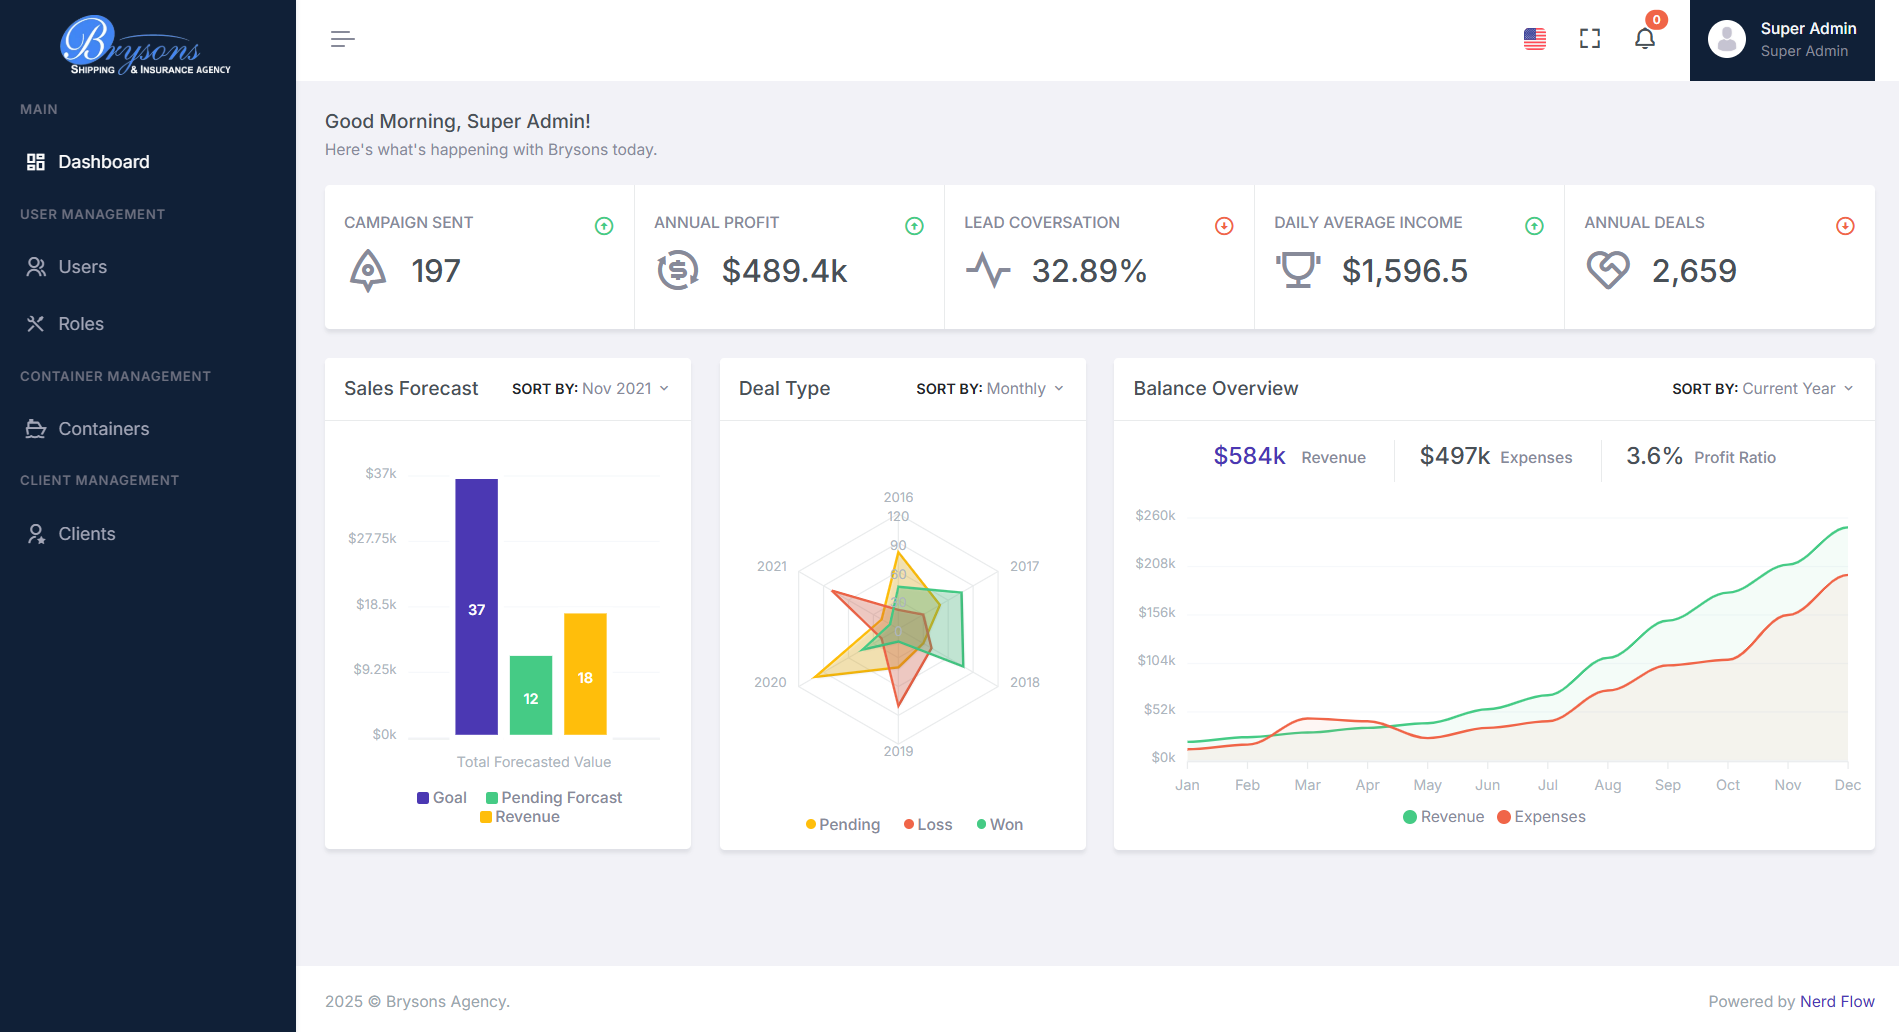 Brysons
SHIPPING & INSURANCE AGENCY
MAIN
Dashboard
USER MANAGEMENT
Users
Roles
CONTAINER MANAGEMENT
Containers
CLIENT MANAGEMENT
Clients
0
Super Admin
Super Admin
Good Morning, Super Admin!
Here's what's happening with Brysons today.
CAMPAIGN SENT
197
ANNUAL PROFIT
$489.4k
LEAD COVERSATION
32.89%
DAILY AVERAGE INCOME
$1,596.5
ANNUAL DEALS
2,659
Sales Forecast
SORT BY: Nov 2021
$37k
$27.75k
$18.5k
$9.25k
$0k
37
12
18
Total Forecasted Value
Goal
Pending Forcast
Revenue
Deal Type
SORT BY: Monthly
2016
120
90
60
30
0
2021
2017
2020
2018
2019
Pending
Loss
Won
Balance Overview
SORT BY: Current Year
$584k Revenue
$497k Expenses
3.6% Profit Ratio
$260k
$208k
$156k
$104k
$52k
$0k
Jan Feb Mar Apr May Jun Jul Aug Sep Oct Nov Dec
Revenue Expenses
2025 © Brysons Agency.
Powered by Nerd Flow